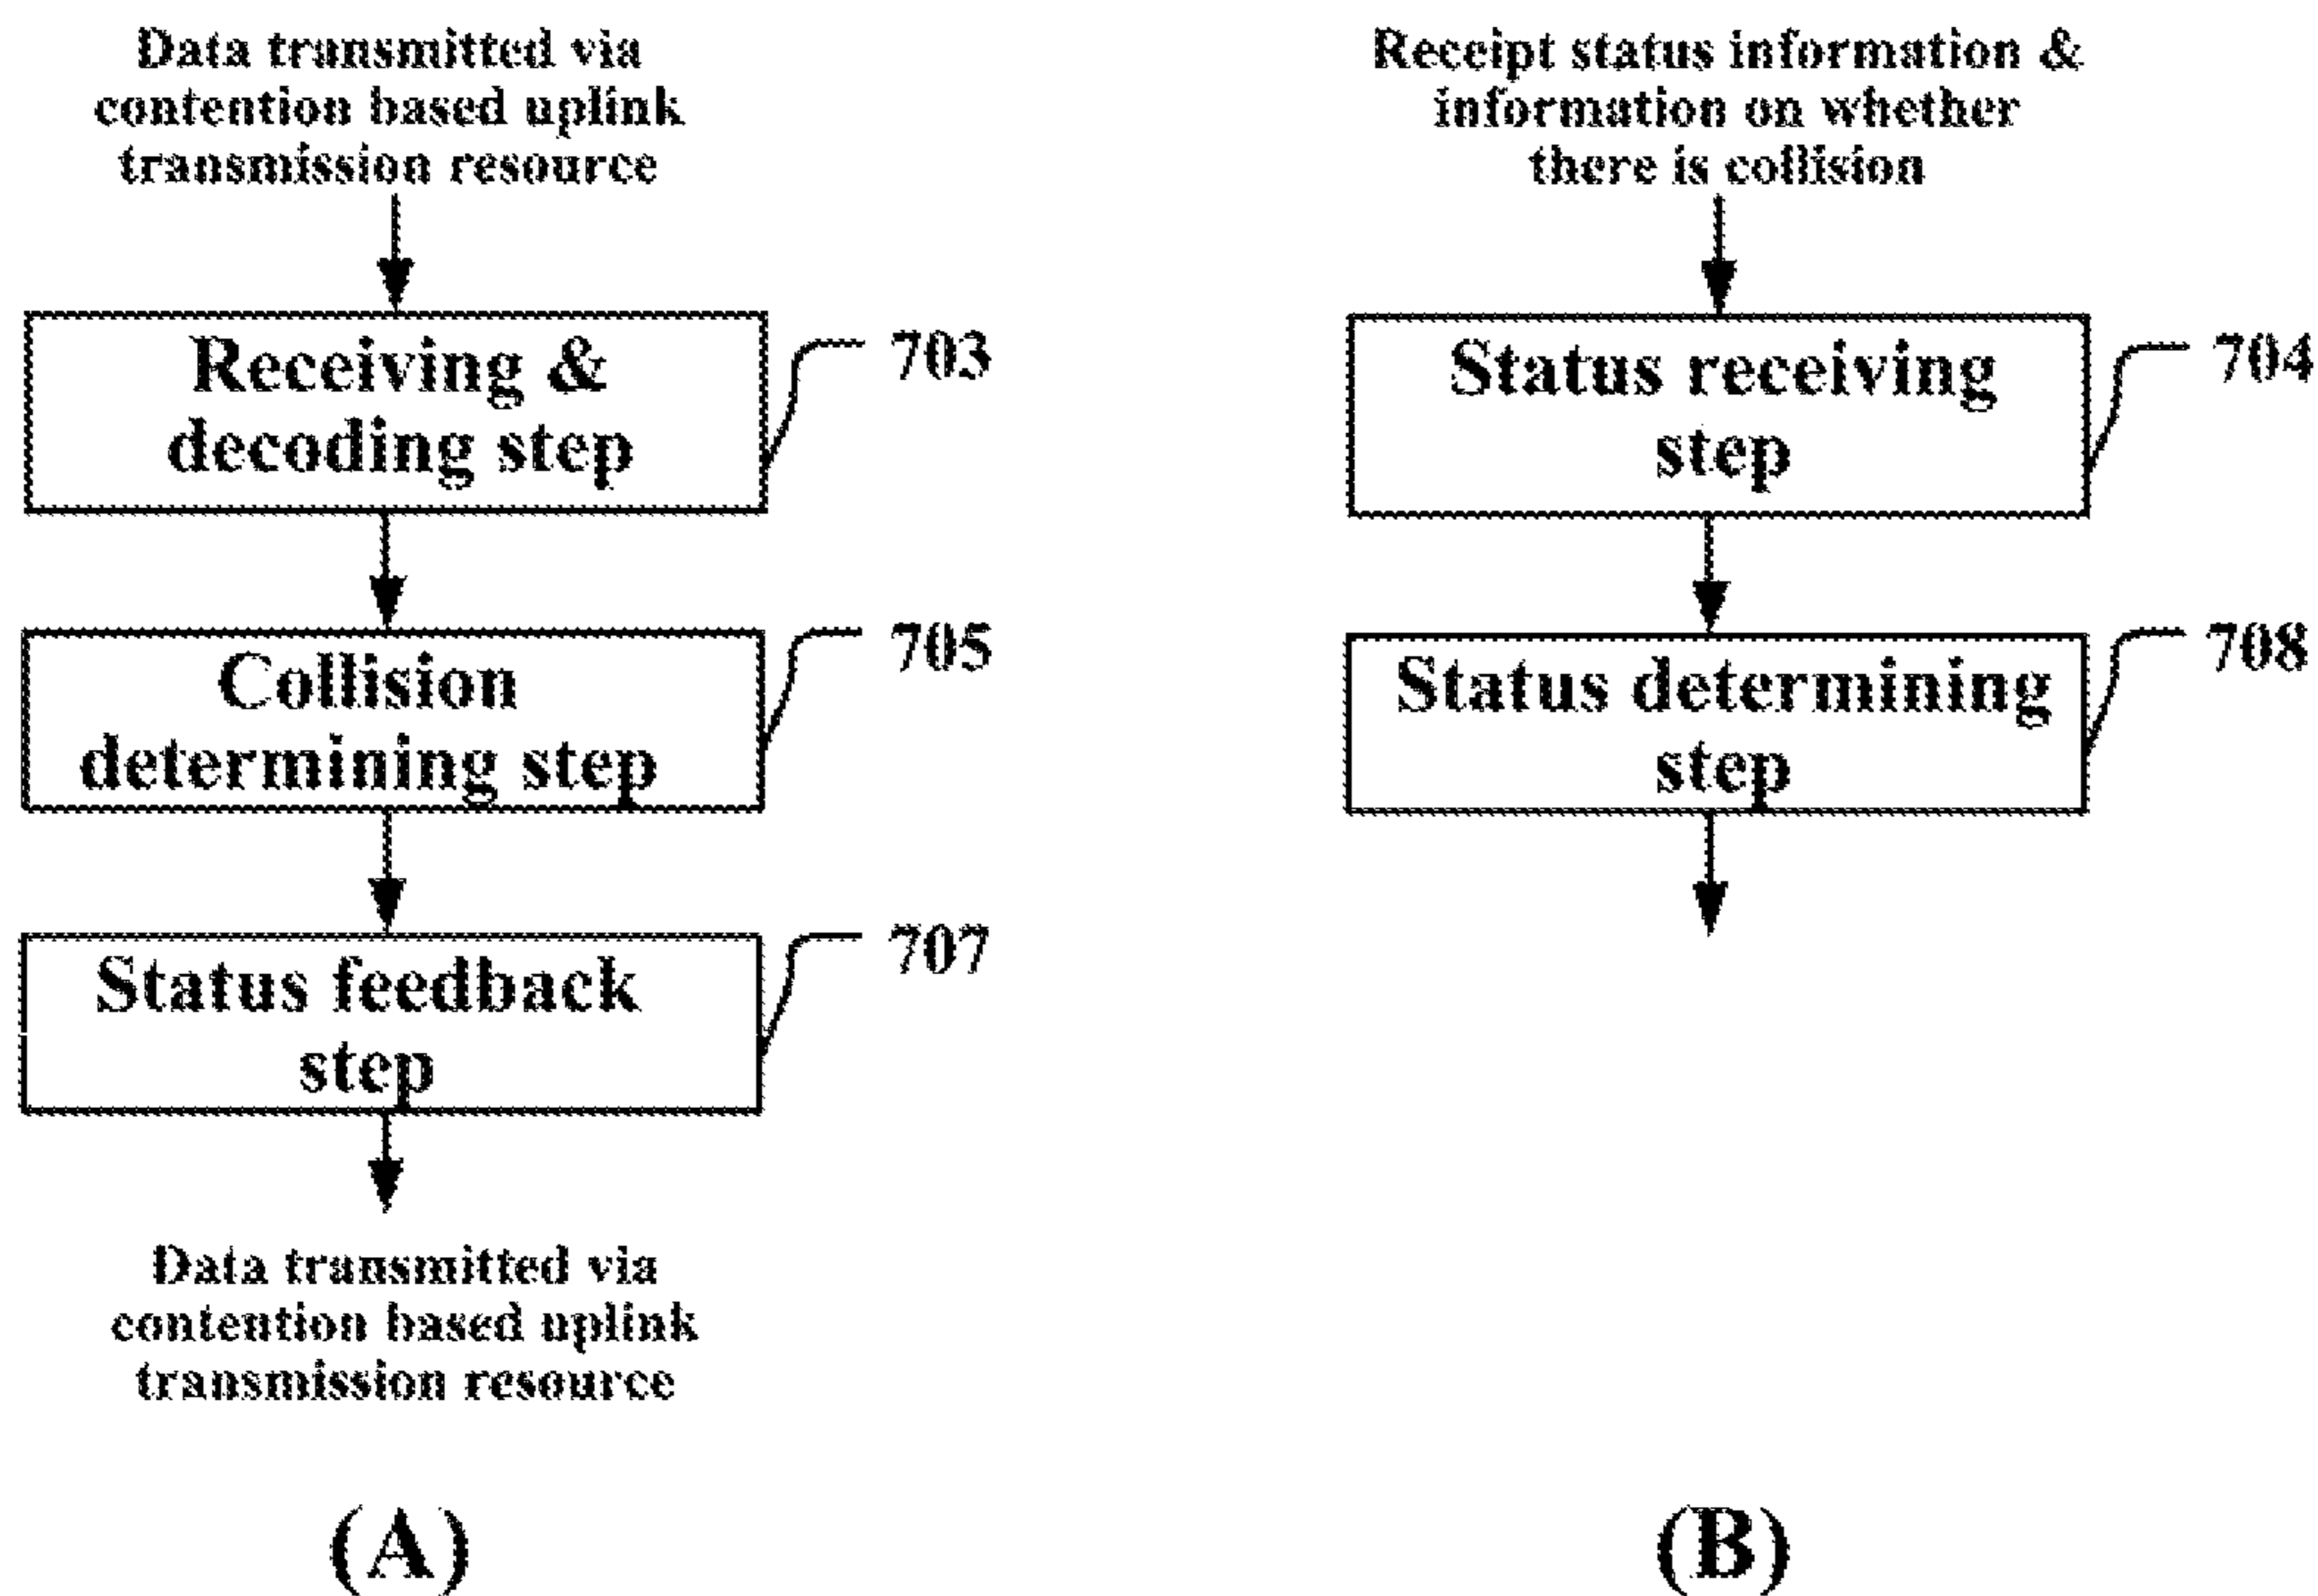 Data transmitted via
contention based uplink
transmission resource
Receiving &
decoding step
703
Collision
determining step
705
Status feedback
step
707
Data transmitted via
contention based uplink
transmission resource
(A)
Receipt status information &
information on whether
there is collision
Status receiving
step
704
Status determining
step
708
(B)